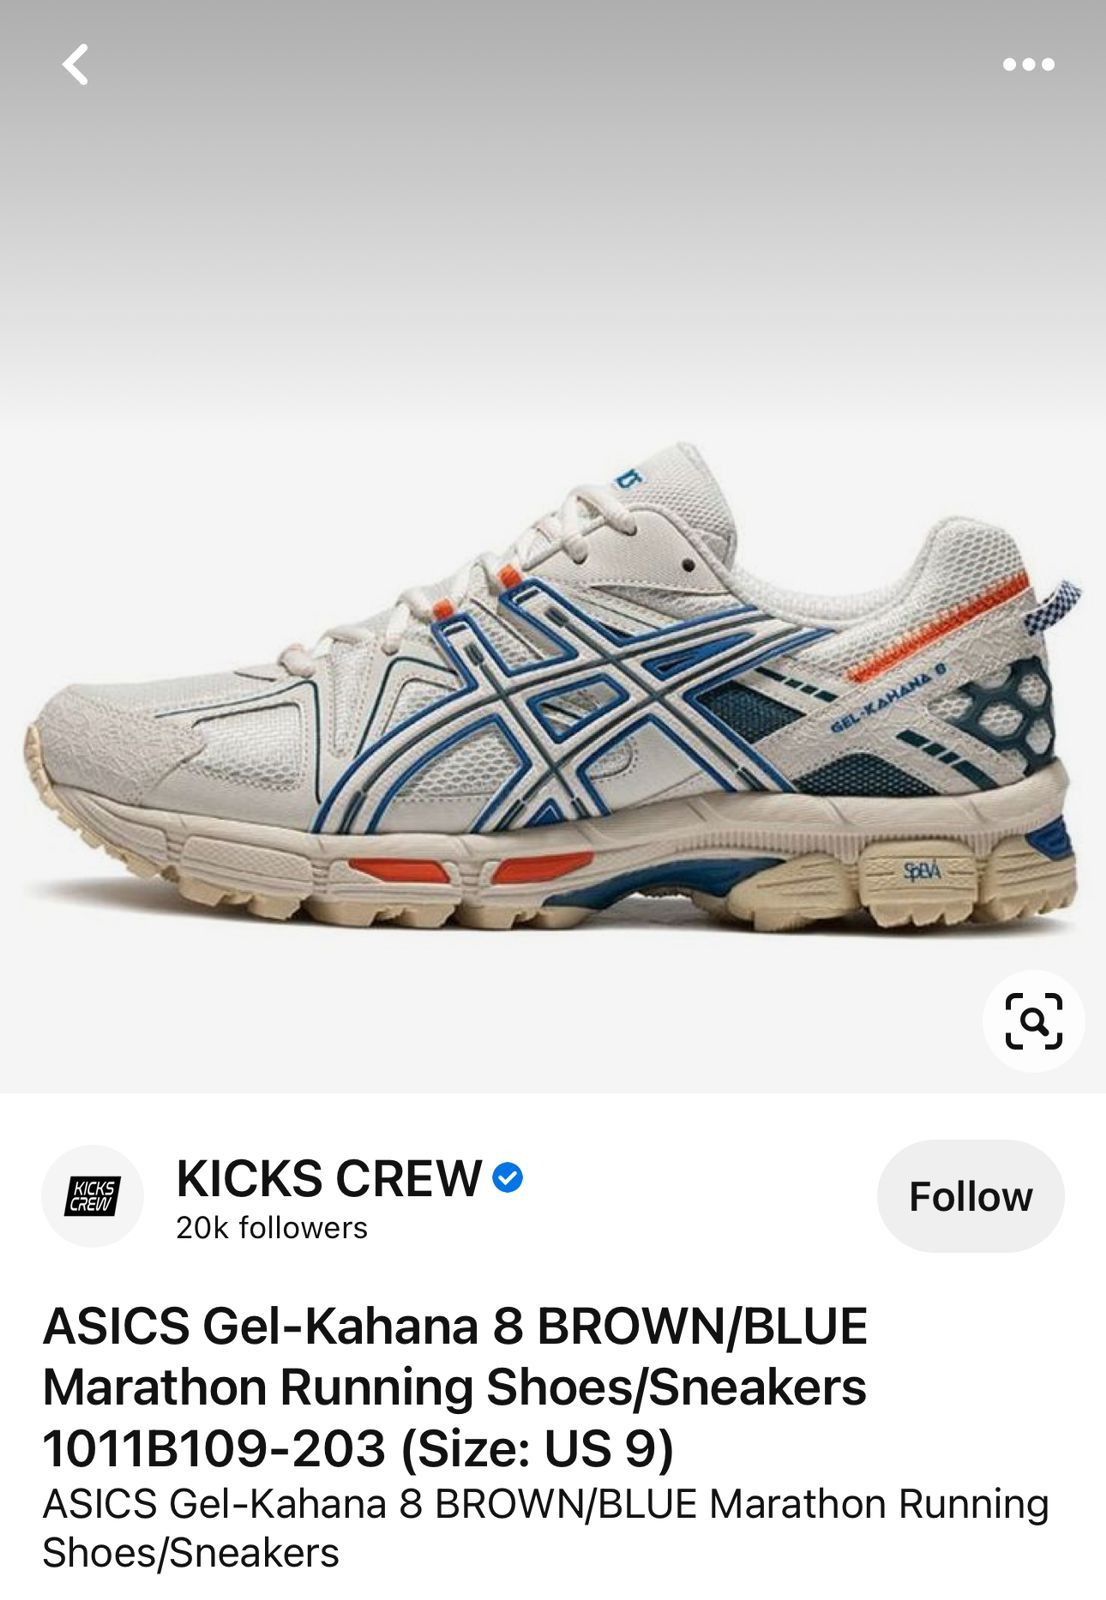 GEL-KAHANA 8
SpEVA
KICKS
CREW
KICKS CREW
20k followers
Follow
ASICS Gel-Kahana 8 BROWN/BLUE
Marathon Running Shoes/Sneakers
1011B109-203 (Size: US 9)
ASICS Gel-Kahana 8 BROWN/BLUE Marathon Running
Shoes/Sneakers